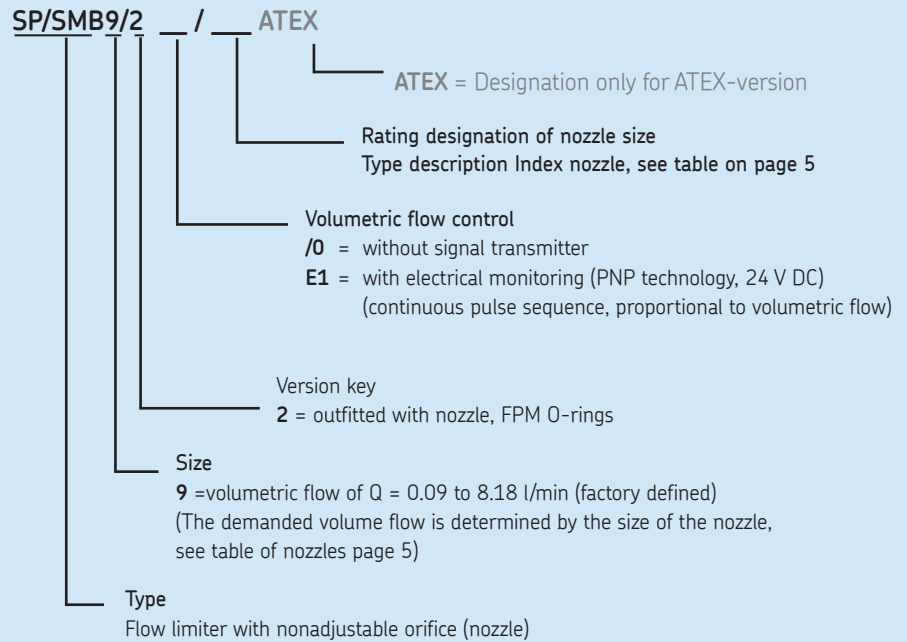 SP/SMB9/2 __ / ___ ATEX
ATEX = Designation only for ATEX-version
Rating designation of nozzle size
Type description Index nozzle, see table on page 5
Volumetric flow control
/0 = without signal transmitter
E1 = with electrical monitoring (PNP technology, 24 V DC)
(continuous pulse sequence, proportional to volumetric flow)
Version key
2 = outfitted with nozzle, FPM O-rings
Size
9 =volumetric flow of Q = 0.09 to 8.18 l/min (factory defined)
(The demanded volume flow is determined by the size of the nozzle,
see table of nozzles page 5)
Type
Flow limiter with nonadjustable orifice (nozzle)